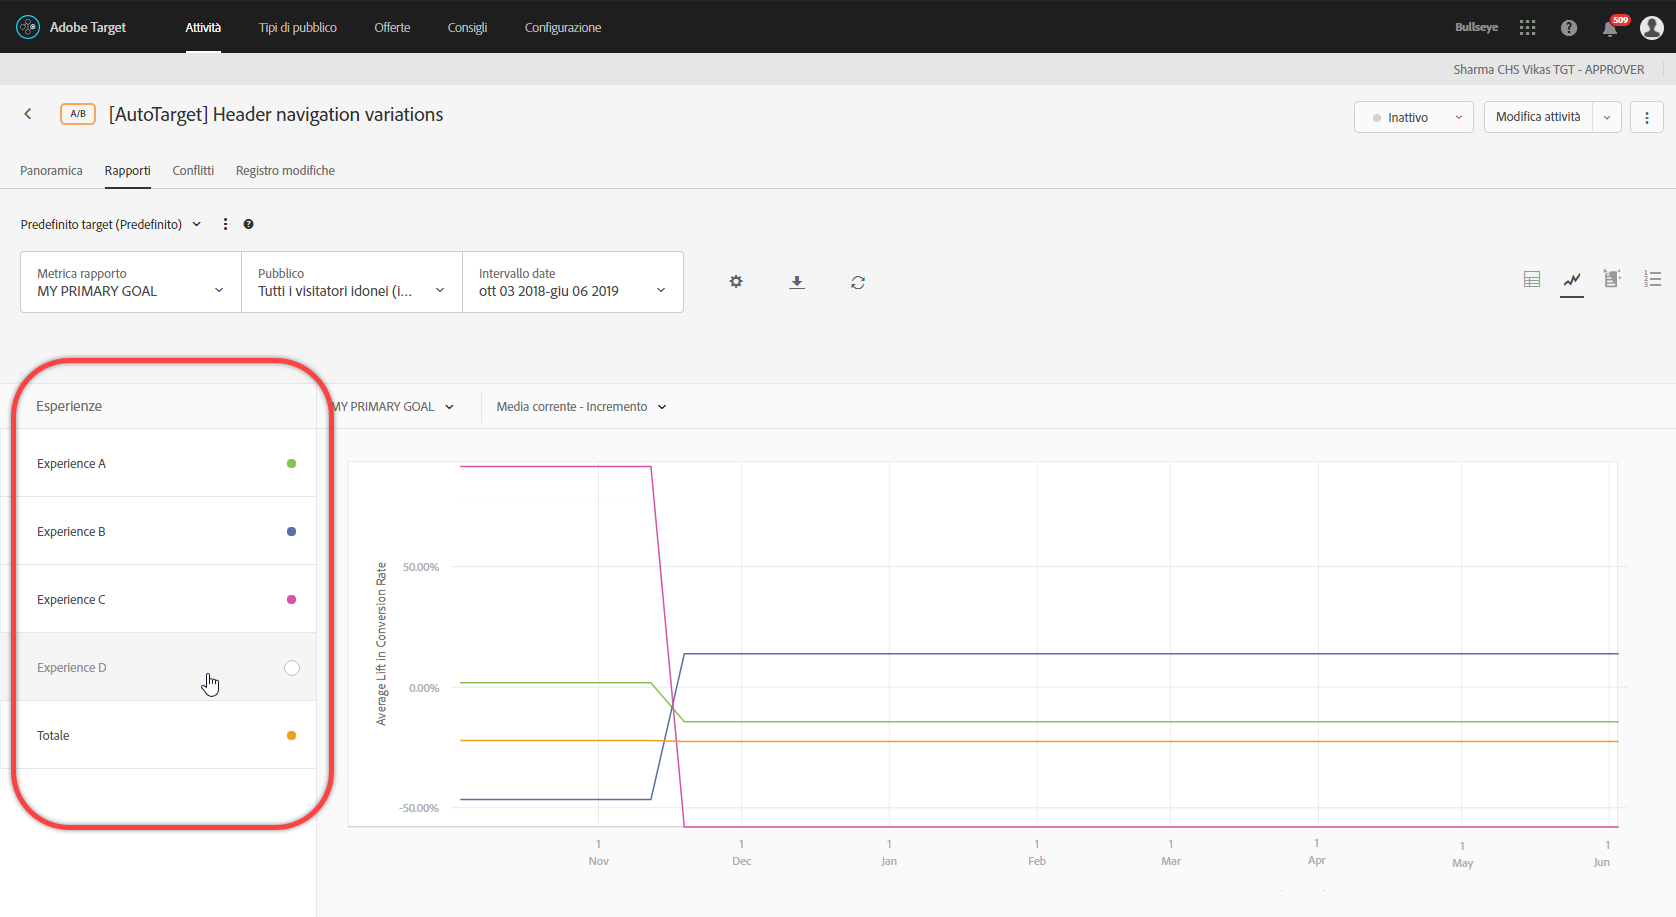 Adobe Target
Attività
Tipi di pubblico
Offerte
Consigli
Configurazione
Bullseye
509
Sharma CHS Vikas TGT - APPROVER
A/B
[AutoTarget] Header navigation variations
Inattivo
Modifica attività
Panoramica
Rapporti
Conflitti
Registro modifiche
Predefinito target (Predefinito)
Metrica rapporto
MY PRIMARY GOAL
Pubblico
Tutti i visitatori idonei (i...
Intervallo date
ott 03 2018-giu 06 2019
Esperienze
MY PRIMARY GOAL
Media corrente - Incremento
Experience A
Experience B
Experience C
Experience D
Totale
Average Lift in Conversion Rate
50.00%
0.00%
-50.00%
1
Nov
1
Dec
1
Jan
1
Feb
1
Mar
1
Apr
1
May
1
Jun